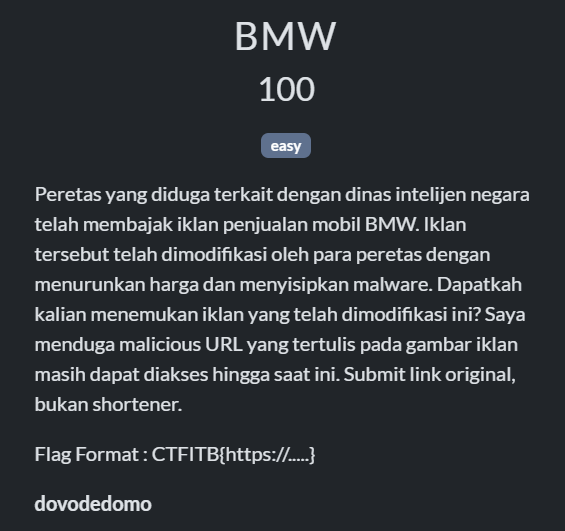 BMW
100
easy
Peretas yang diduga terkait dengan dinas intelijen negara
telah membajak iklan penjualan mobil BMW. Iklan
tersebut telah dimodifikasi oleh para peretas dengan
menurunkan harga dan menyisipkan malware. Dapatkah
kalian menemukan iklan yang telah dimodifikasi ini? Saya
menduga malicious URL yang tertulis pada gambar iklan
masih dapat diakses hingga saat ini. Submit link original,
bukan shortener.
Flag Format : CTFITB{https://.....}
dovodedomo